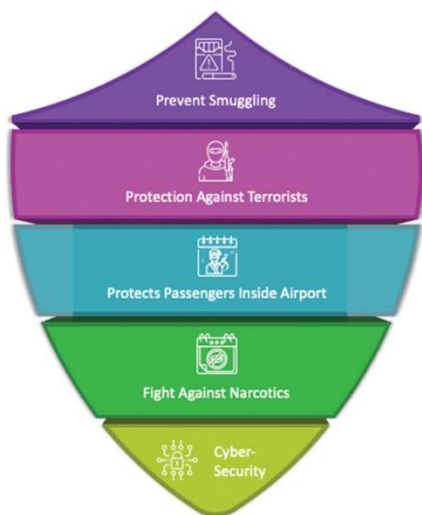 Prevent Smuggling
Protection Against Terrorists
Protects Passengers Inside Airport
Fight Against Narcotics
Cyber-
Security